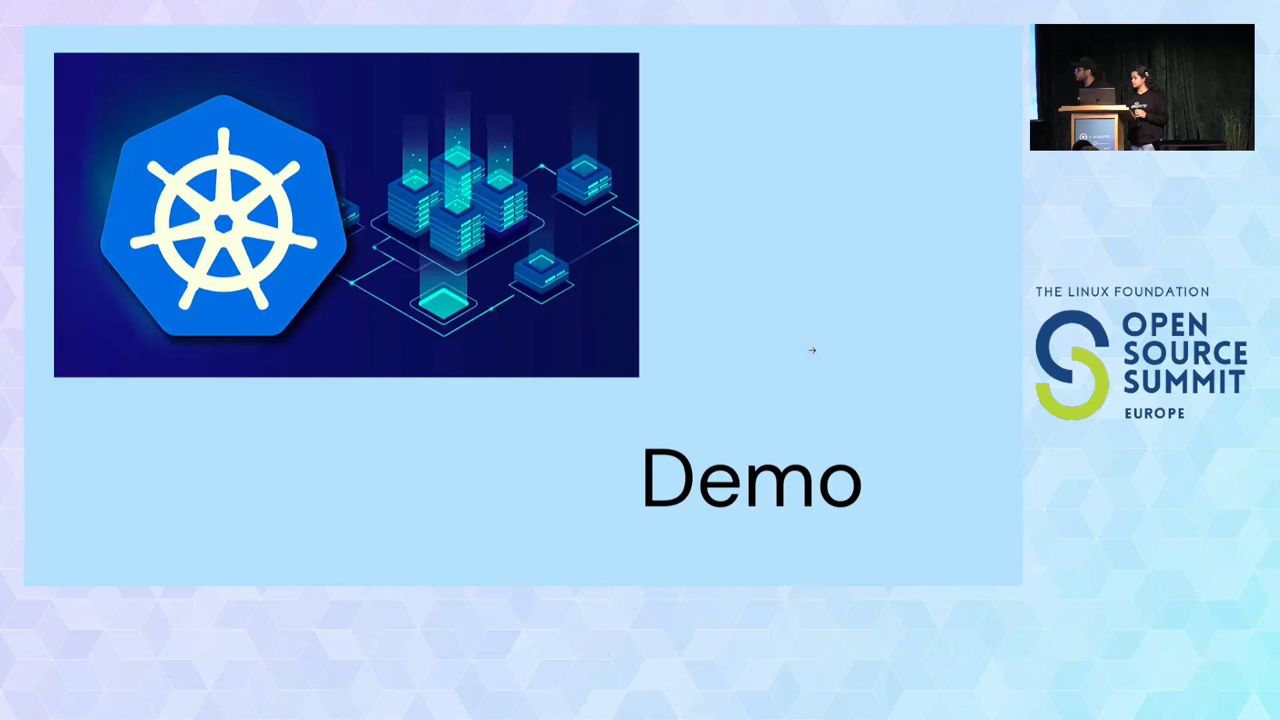 Demo
THE LINUX FOUNDATION
OPEN
SOURCE
SUMMIT
EUROPE